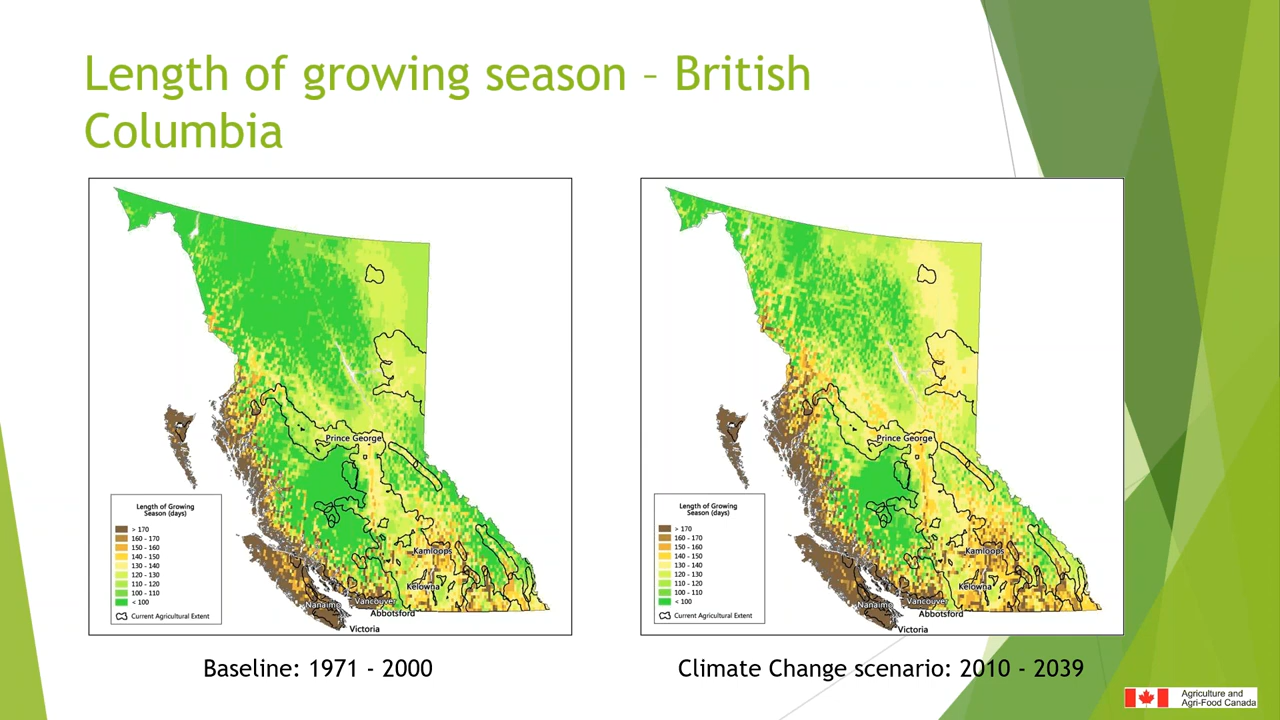 Length of growing season – British
Columbia
Prince George
Kamloops
Kelowna
Vancouver
Nanaimo
Abbotsford
Victoria
Length of Growing
Season (days)
> 170
160 - 170
150 - 160
140 - 150
130 - 140
120 - 130
110 - 120
100 - 110
< 100
Current Agricultural Extent
Baseline: 1971 - 2000
Prince George
Kamloops
Kelowna
Vancouver
Nanaimo
Abbotsford
Victoria
Length of Growing
Season (days)
> 170
160 - 170
150 - 160
140 - 150
130 - 140
120 - 130
110 - 120
100 - 110
< 100
Current Agricultural Extent
Climate Change scenario: 2010 - 2039
Agriculture and
Agri-Food Canada